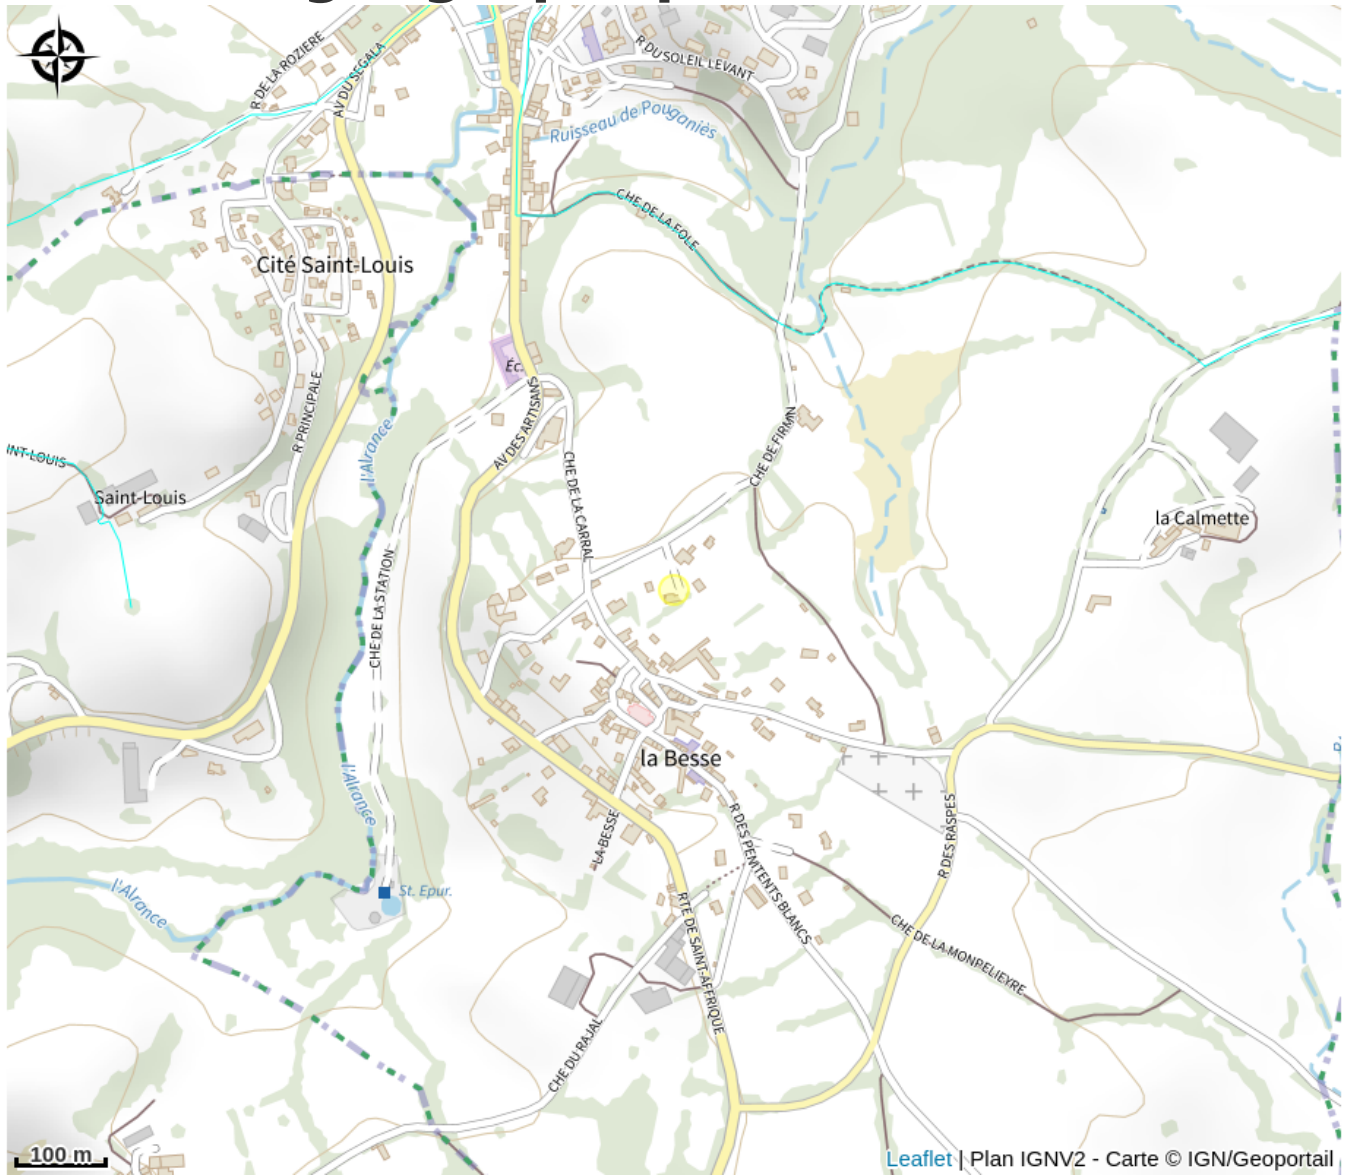 R DE LA ROZIERE
AV DU SEGALA
R DU SOLEIL LEVANT
Ruisseau de Pouganiès
CHE DE LA FOLE
Cité Saint-Louis
Éc.
R PRINCIPALE
AV DES ARTISANS
l'Alrance
CHE DE FIRMIN
INT-LOUIS
Saint-Louis
CHE DE LA CARRAL
la Calmette
CHE DE LA STATION
la Besse
l'Alrance
LA BESSE
R DES PENITENTS BLANCS
R DES RASPES
l'Alrance
St. Epur.
RTE DE SAINT-AFFRIQUE
CHE DE LA MONPELIEYRE
CHE DU RAJAL
100 m
Leaflet | Plan IGNV2 - Carte © IGN/Geoportail